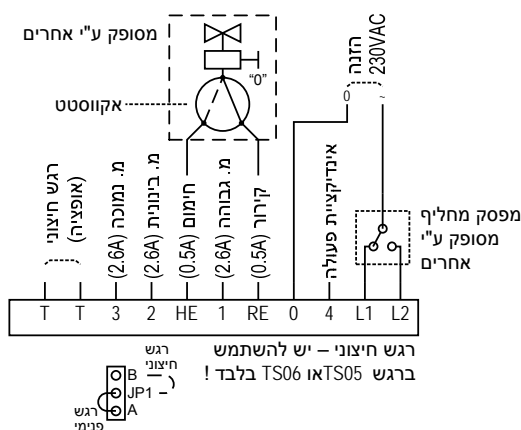 מסופק ע"י אחרים
"0"
אקווסטט
הזנה
230VAC
0 ~
רגש חיצוני
(אופציה)
מ. נמוכה (2.6A)
מ. בינונית (2.6A)
חימום (0.5A)
מ. גבוהה (2.6A)
קירור (0.5A)
אינדיקציית פעולה
מפסק מחליף
מסופק ע"י
אחרים
T T 3 2 HE 1 RE 0 4 L1 L2
רגש חיצוני – יש להשתמש
ברגש TS05או TS06 בלבד !
רגש
חיצוני
B
JP1
A
רגש
פנימי